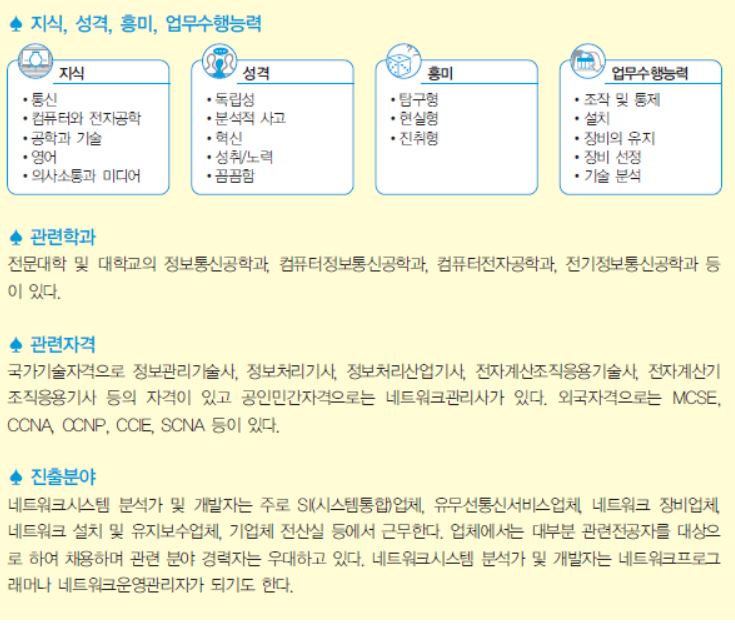 ♠ 지식, 성격, 흥미, 업무수행능력
지식
• 통신
• 컴퓨터와 전자공학
• 공학과 기술
• 영어
• 의사소통과 미디어
성격
• 독립성
• 분석적 사고
• 혁신
• 성취/노력
• 꼼꼼함
흥미
• 탐구형
• 현실형
• 진취형
업무수행능력
• 조작 및 통제
• 설치
• 장비의 유지
• 장비 선정
• 기술 분석
♠ 관련학과
전문대학 및 대학교의 정보통신공학과, 컴퓨터정보통신공학과, 컴퓨터전자공학과, 전기정보통신공학과 등
이 있다.
♠ 관련자격
국가기술자격으로 정보관리기술사, 정보처리기사, 정보처리산업기사, 전자계산조직응용기술사, 전자계산기
조직응용기사 등의 자격이 있고 공인민간자격으로는 네트워크관리사가 있다. 외국자격으로는 MCSE,
CCNA, CCNP, CCIE, SCNA 등이 있다.
♠ 진출분야
네트워크시스템 분석가 및 개발자는 주로 SI(시스템통합)업체, 유무선통신서비스업체, 네트워크 장비업체,
네트워크 설치 및 유지보수업체, 기업체 전산실 등에서 근무한다. 업체에서는 대부분 관련전공자를 대상으
로 하여 채용하며 관련 분야 경력자는 우대하고 있다. 네트워크시스템 분석가 및 개발자는 네트워크프로그
래머나 네트워크운영관리자가 되기도 한다.